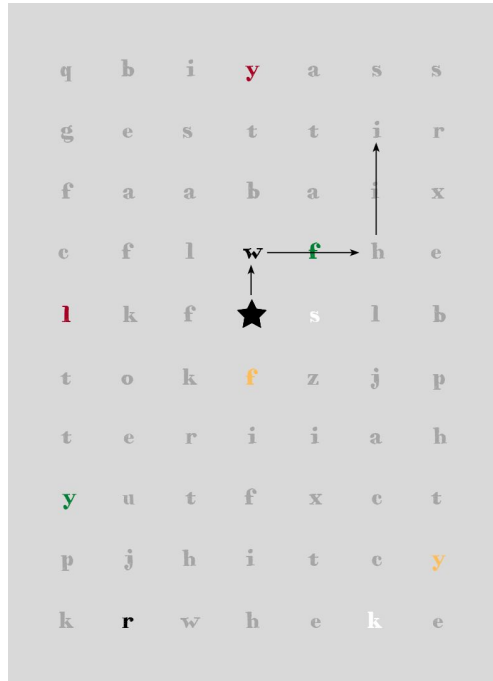 q b i y a s s
g e s t t i r
f a a b a i x
c f l w f h e
l k f s l b
t o k f z j p
t e r i i a h
y u t f x c t
p j h i t c y
k r w h e k e